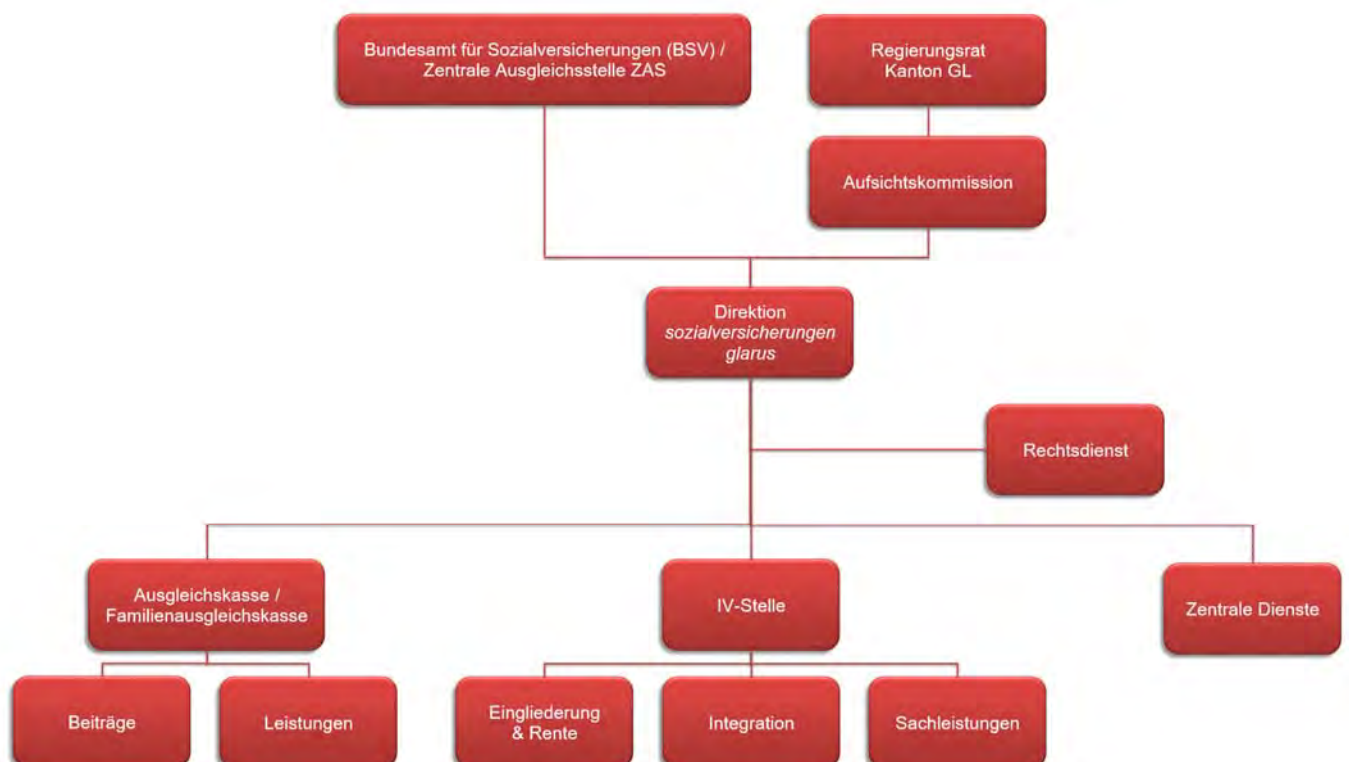 Bundesamt für Sozialversicherungen (BSV) /
Zentrale Ausgleichsstelle ZAS
Regierungsrat
Kanton GL
Aufsichtskommission
Direktion
sozialversicherungen
glarus
Rechtsdienst
Ausgleichskasse /
Familienausgleichskasse
IV-Stelle
Zentrale Dienste
Beiträge
Leistungen
Eingliederung
& Rente
Integration
Sachleistungen